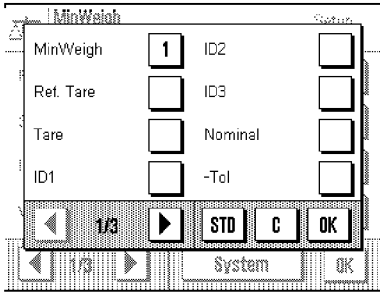 MinWeigh Setup
MinWeigh 1 ID2
Ref. Tare ID3
Tare Nominal
ID1 -Tol
1/3 STD C OK
1/3 System OK